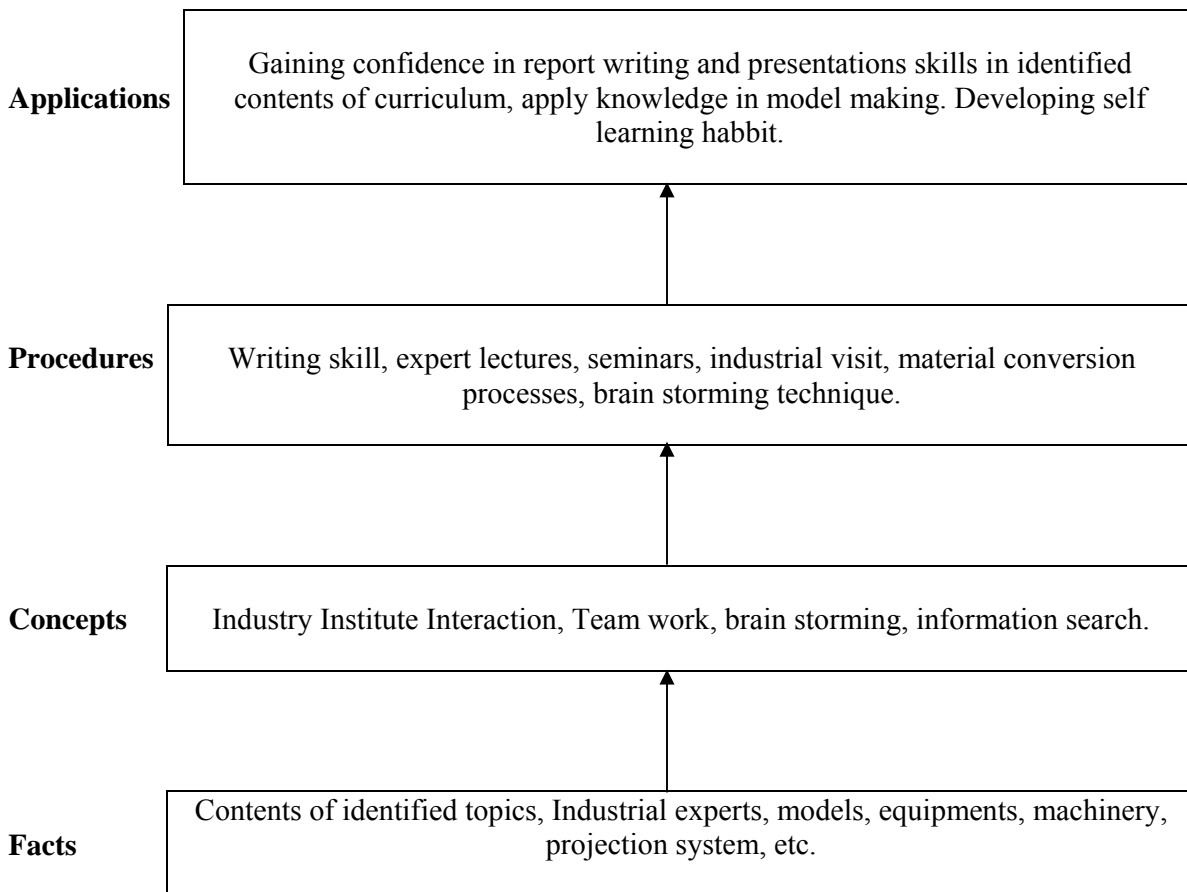 Gaining confidence in report writing and presentations skills in identified
Applications
contents of curriculum, apply knowledge in model making. Developing self
learning habbit.
Procedures
Writing skill, expert lectures, seminars, industrial visit, material conversion
processes, brain storming technique.
Concepts
Industry Institute Interaction, Team work, brain storming, information search.
Contents of identified topics, Industrial experts, models, equipments, machinery,
Facts
projection system, etc.